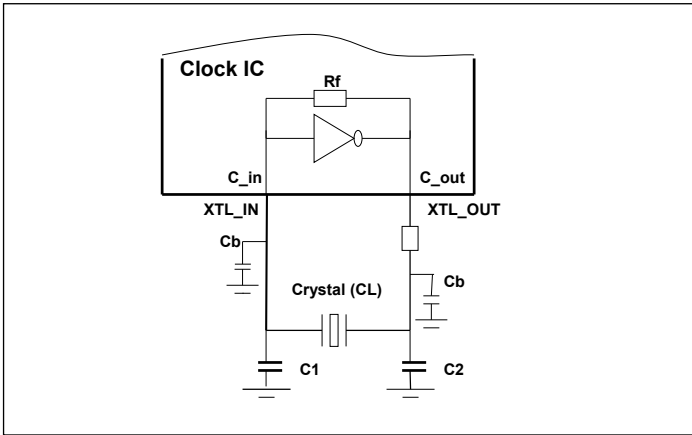 Clock IC
Rf
C_in
C_out
XTL_IN
XTL_OUT
Cb
Cb
Crystal (CL)
C1
C2